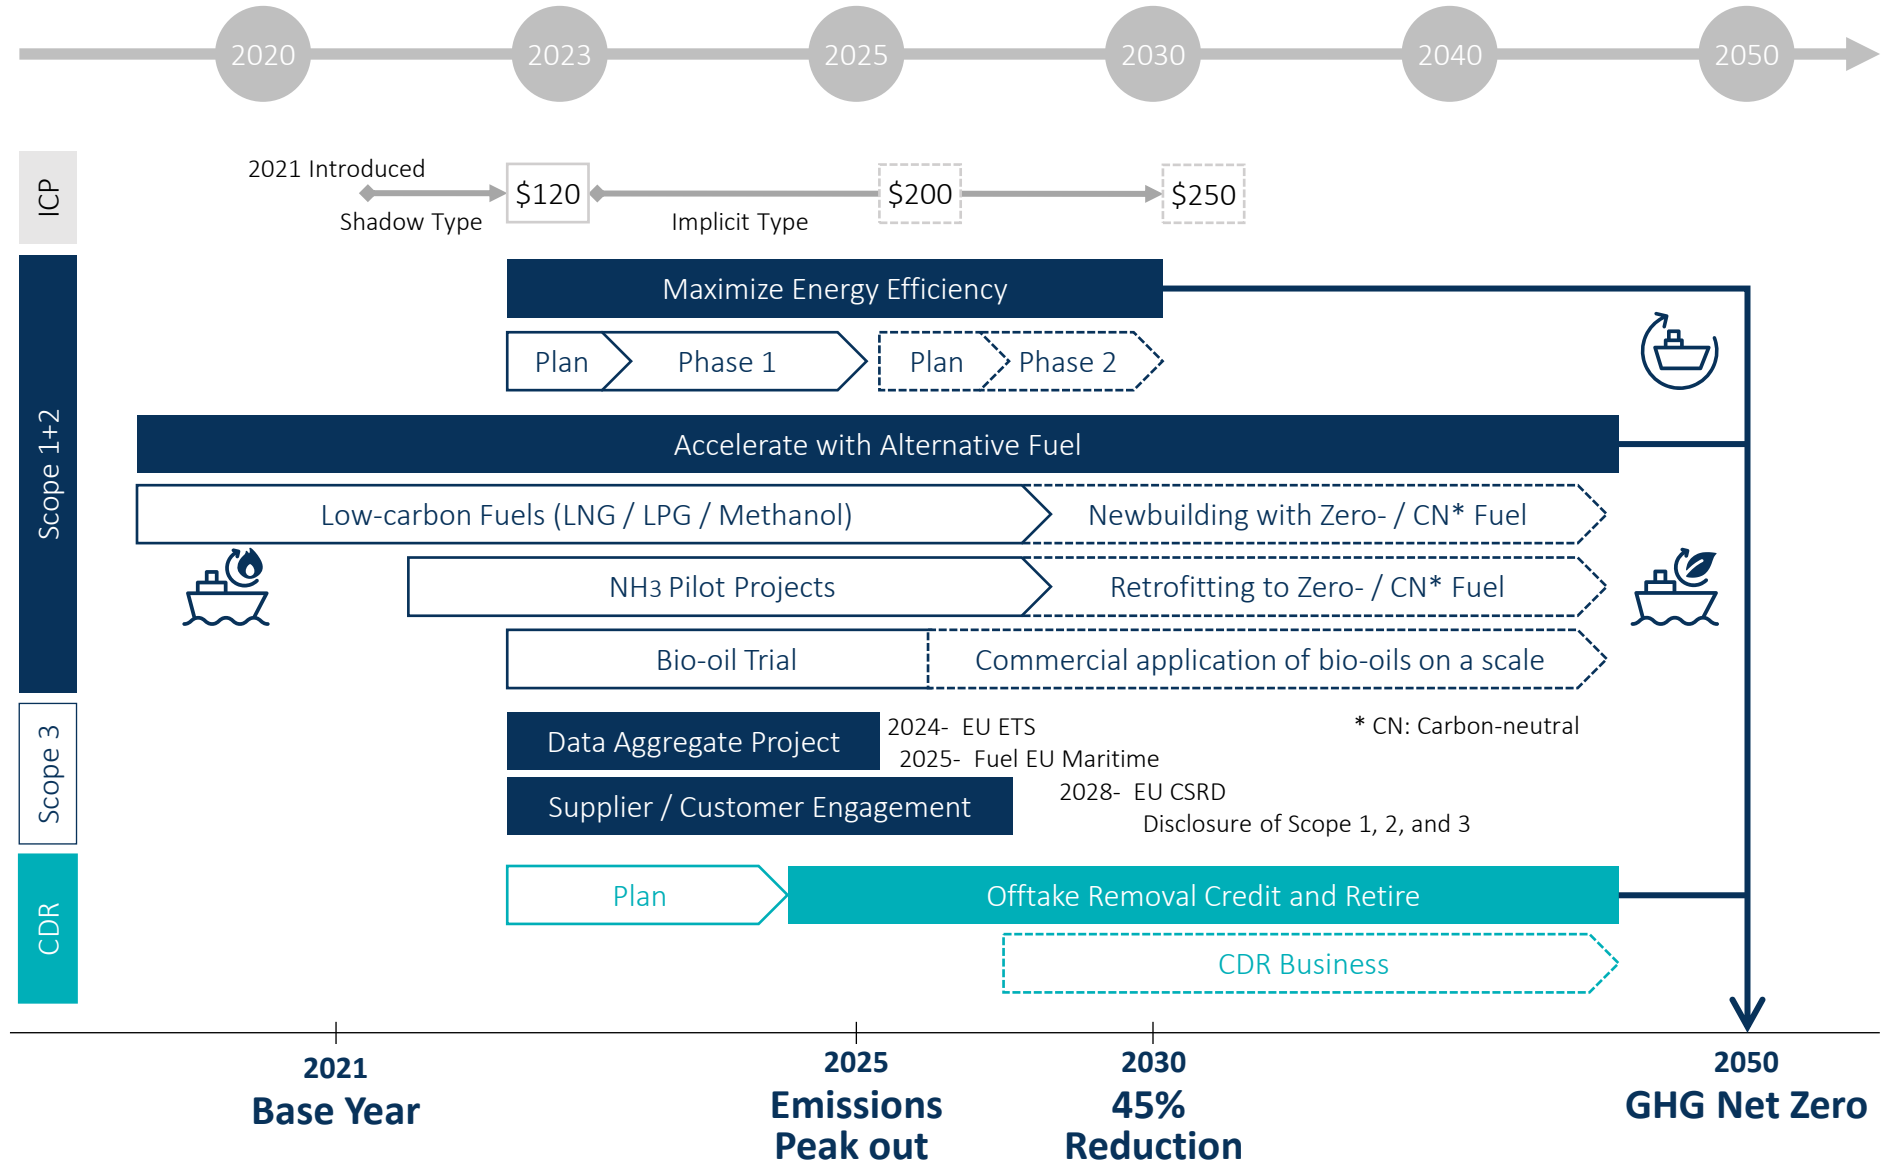 2020
2023
2025
2030
2040
2050
ICP
2021 Introduced
Shadow Type
$120
Implicit Type
$200
$250
Scope 1+2
Maximize Energy Efficiency
Plan
Phase 1
Plan
Phase 2
Accelerate with Alternative Fuel
Low-carbon Fuels (LNG / LPG / Methanol)
Newbuilding with Zero- / CN* Fuel
NH3 Pilot Projects
Retrofitting to Zero- / CN* Fuel
Bio-oil Trial
Commercial application of bio-oils on a scale
Scope 3
Data Aggregate Project
2024- EU ETS
* CN: Carbon-neutral
2025- Fuel EU Maritime
Supplier / Customer Engagement
2028- EU CSRD
Disclosure of Scope 1, 2, and 3
CDR
Plan
Offtake Removal Credit and Retire
CDR Business
2021
Base Year
2025
Emissions
Peak out
2030
45%
Reduction
2050
GHG Net Zero